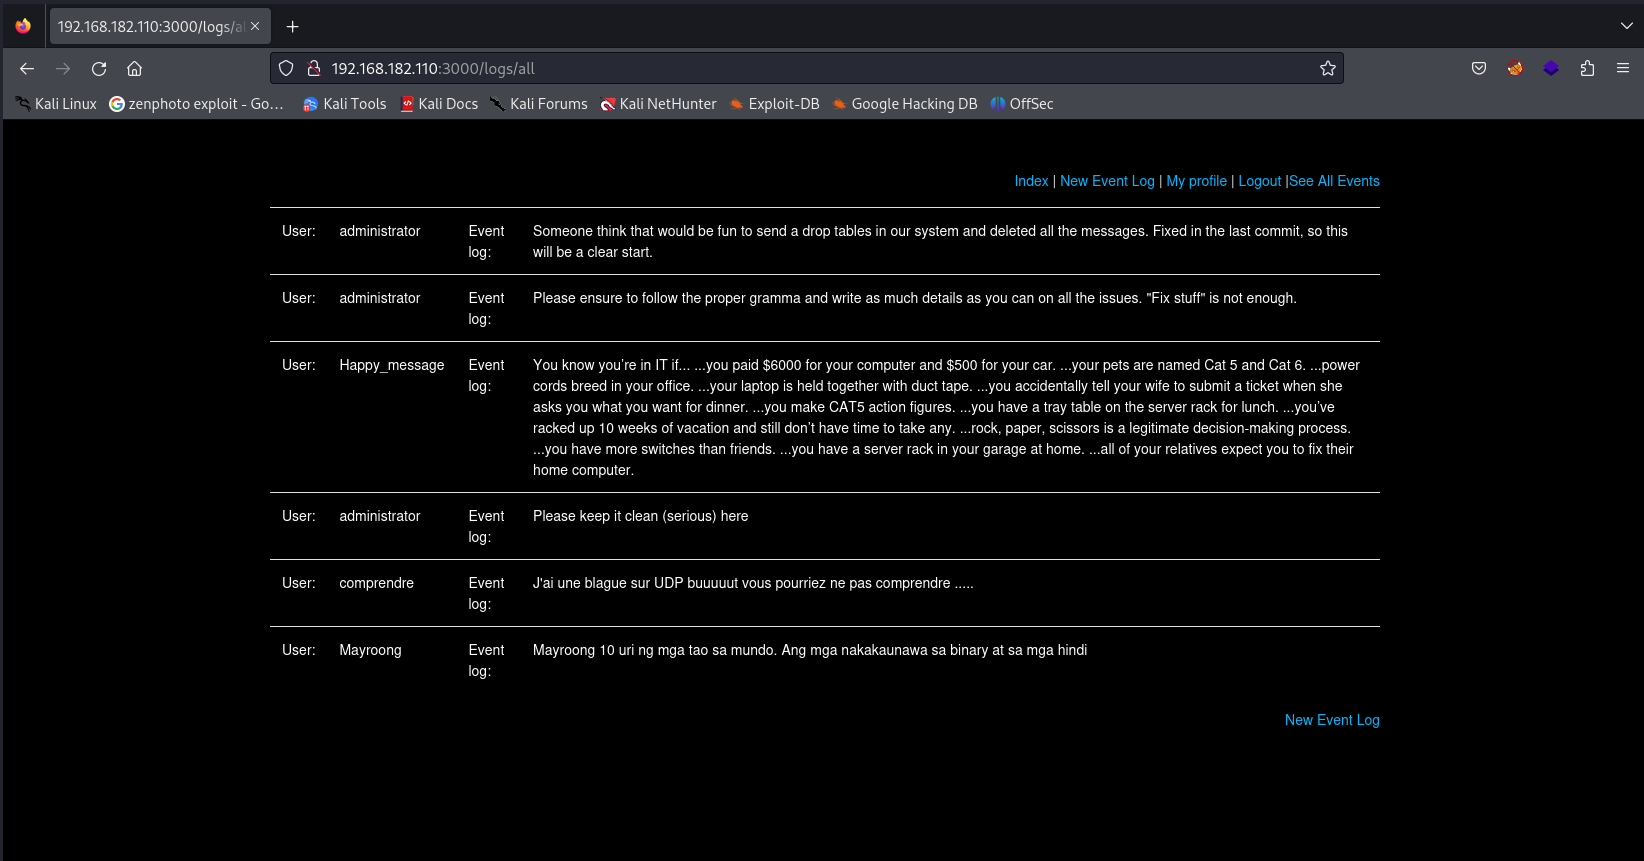 192.168.182.110:3000/logs/al
192.168.182.110:3000/logs/all
Kali Linux zenphoto exploit - Go... Kali Tools Kali Docs Kali Forums Kali NetHunter Exploit-DB Google Hacking DB OffSec
Index | New Event Log | My profile | Logout |See All Events
User: administrator Event log: Someone think that would be fun to send a drop tables in our system and deleted all the messages. Fixed in the last commit, so this
will be a clear start.
User: administrator Event log: Please ensure to follow the proper gramma and write as much details as you can on all the issues. "Fix stuff" is not enough.
User: Happy_message Event log: You know you're in IT if... ...you paid $6000 for your computer and $500 for your car. ...your pets are named Cat 5 and Cat 6. ...power
cords breed in your office. ...your laptop is held together with duct tape. ...you accidentally tell your wife to submit a ticket when she
asks you what you want for dinner. ...you make CAT5 action figures. ...you have a tray table on the server rack for lunch. ...you've
racked up 10 weeks of vacation and still don't have time to take any. ...rock, paper, scissors is a legitimate decision-making process.
...you have more switches than friends. ...you have a server rack in your garage at home. ...all of your relatives expect you to fix their
home computer.
User: administrator Event log: Please keep it clean (serious) here
User: comprendre Event log: J'ai une blague sur UDP buuuuut vous pourriez ne pas comprendre .....
User: Mayroong Event log: Mayroong 10 uri ng mga tao sa mundo. Ang mga nakakaunawa sa binary at sa mga hindi
New Event Log